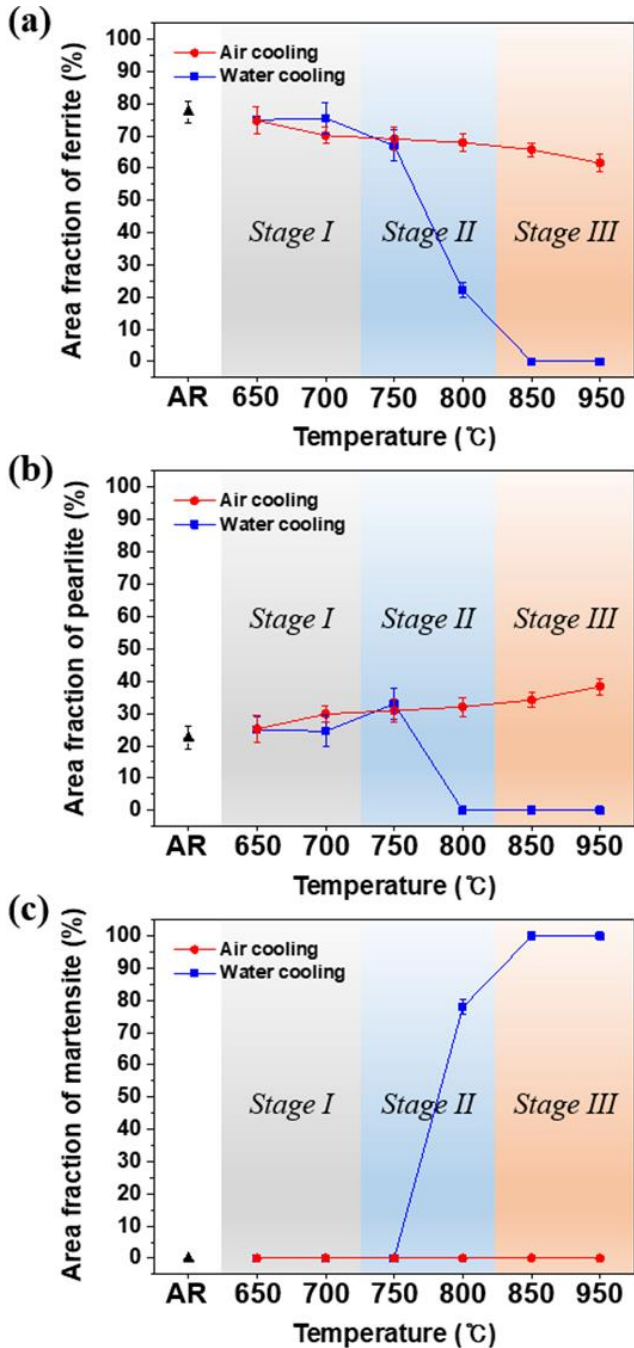 (a)
Area fraction of ferrite (%)
100
90
80
70
60
50
40
30
20
10
0
Air cooling
Water cooling
Stage I
Stage II
Stage III
AR 650 700 750 800 850 950
Temperature (℃)
(b)
Area fraction of pearlite (%)
100
90
80
70
60
50
40
30
20
10
0
Air cooling
Water cooling
Stage I
Stage II
Stage III
AR 650 700 750 800 850 950
Temperature (℃)
(c)
Area fraction of martensite (%)
100
90
80
70
60
50
40
30
20
10
0
Air cooling
Water cooling
Stage I
Stage II
Stage III
AR 650 700 750 800 850 950
Temperature (℃)